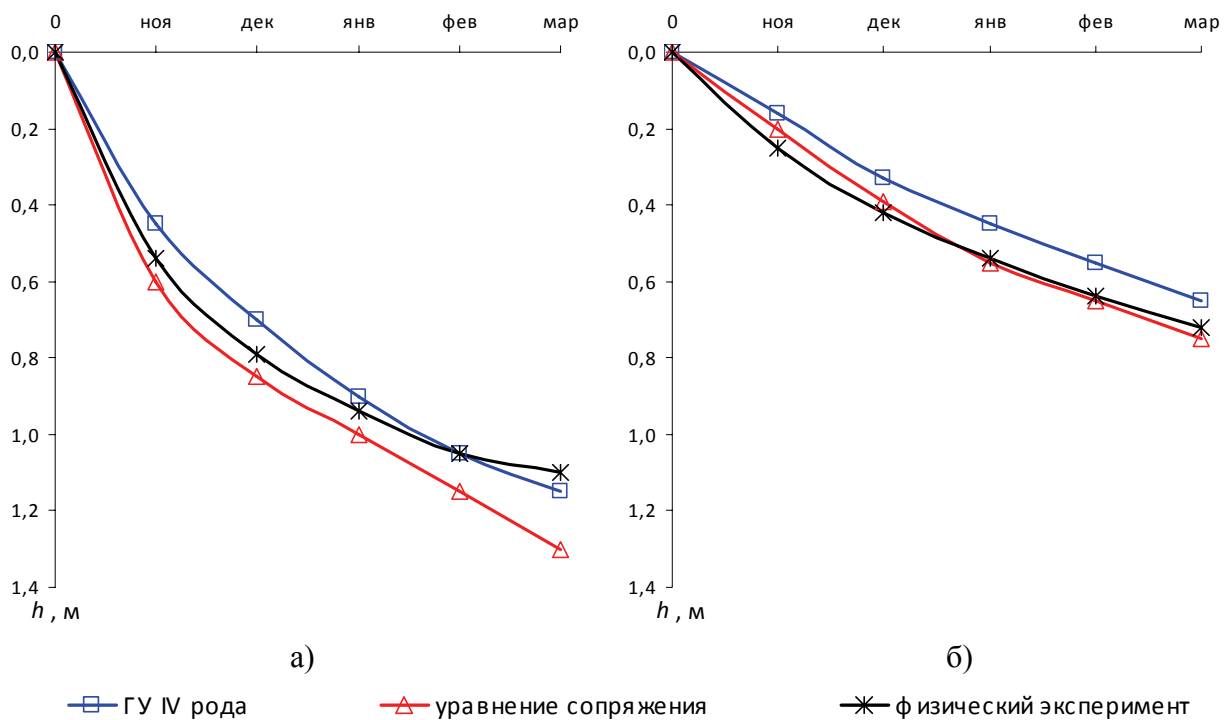 0 ноя дек янв фев мар
0,0
0,2
0,4
0,6
0,8
1,0
1,2
1,4
h , м
а)
0 ноя дек янв фев мар
0,0
0,2
0,4
0,6
0,8
1,0
1,2
1,4
h , м
б)
ГУ IV рода уравнение сопряжения физический эксперимент